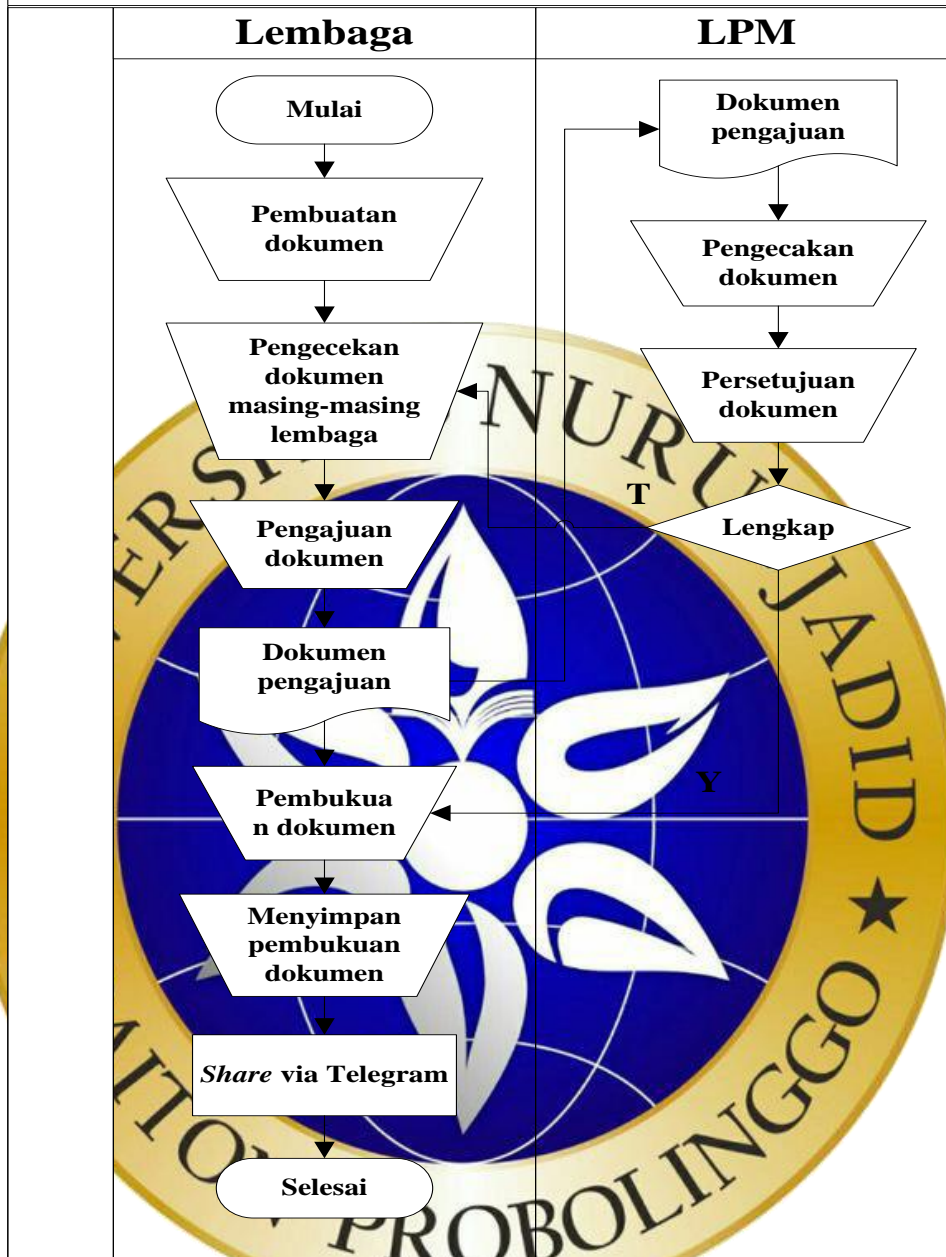 Lembaga
LPM
Mulai
Pembuatan
dokumen
Pengecekan
dokumen
masing-masing
lembaga
Pengajuan
dokumen
Dokumen
pengajuan
Pembukua
n dokumen
Menyimpan
pembukuan
dokumen
Share via Telegram
Selesai
Dokumen
pengajuan
Pengecakan
dokumen
Persetujuan
dokumen
Lengkap
T
Y
NURU
JADID
PROBOLINGGO